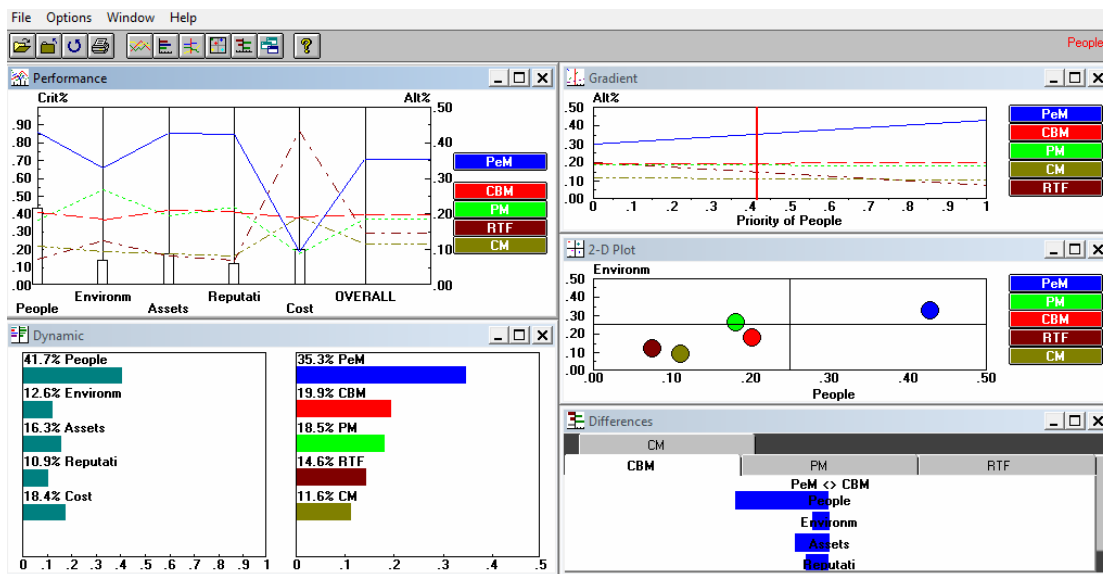 File Options Window Help
?
People
Performance
Crit% Alt%
.90
.80
.70
.60
.50
.40
.30
.20
.10
.00
.50
.40
.30
.20
.10
.00
People Environm Assets Reputati Cost OVERALL
PeM
CBM
PM
RTF
CM
Gradient
Alt%
.50
.40
.30
.20
.10
.00
0 .1 .2 .3 .4 .5 .6 .7 .8 .9 1
Priority of People
PeM
CBM
PM
CM
RTF
2-D Plot
Environm
.50
.40
.30
.20
.10
.00
.00 .10 .20 .30 .40 .50
People
PeM
PM
CBM
RTF
CM
Dynamic
41.7% People
12.6% Environm
16.3% Assets
10.9% Reputati
18.4% Cost
0 .1 .2 .3 .4 .5 .6 .7 .8 .9 1
35.3% PeM
19.9% CBM
18.5% PM
14.6% RTF
11.6% CM
0 .1 .2 .3 .4 .5
Differences
CM
CBM PM RTF
PeM <> CBM
People
Environm
Assets
Reputati